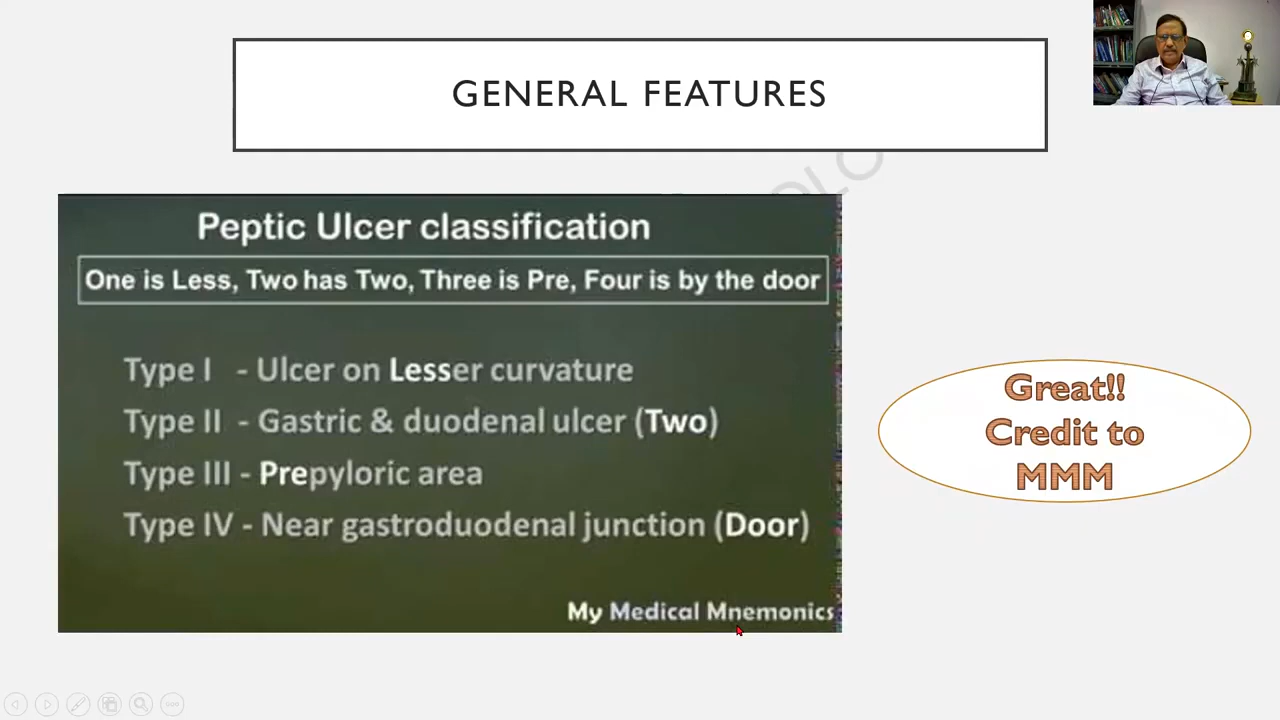 GENERAL FEATURES
Peptic Ulcer classification
One is Less, Two has Two, Three is Pre, Four is by the door
Type I - Ulcer on Lesser curvature
Type II - Gastric & duodenal ulcer (Two)
Type III - Prepyloric area
Type IV - Near gastroduodenal junction (Door)
My Medical Mnemonics
Great!!
Credit to
MMM